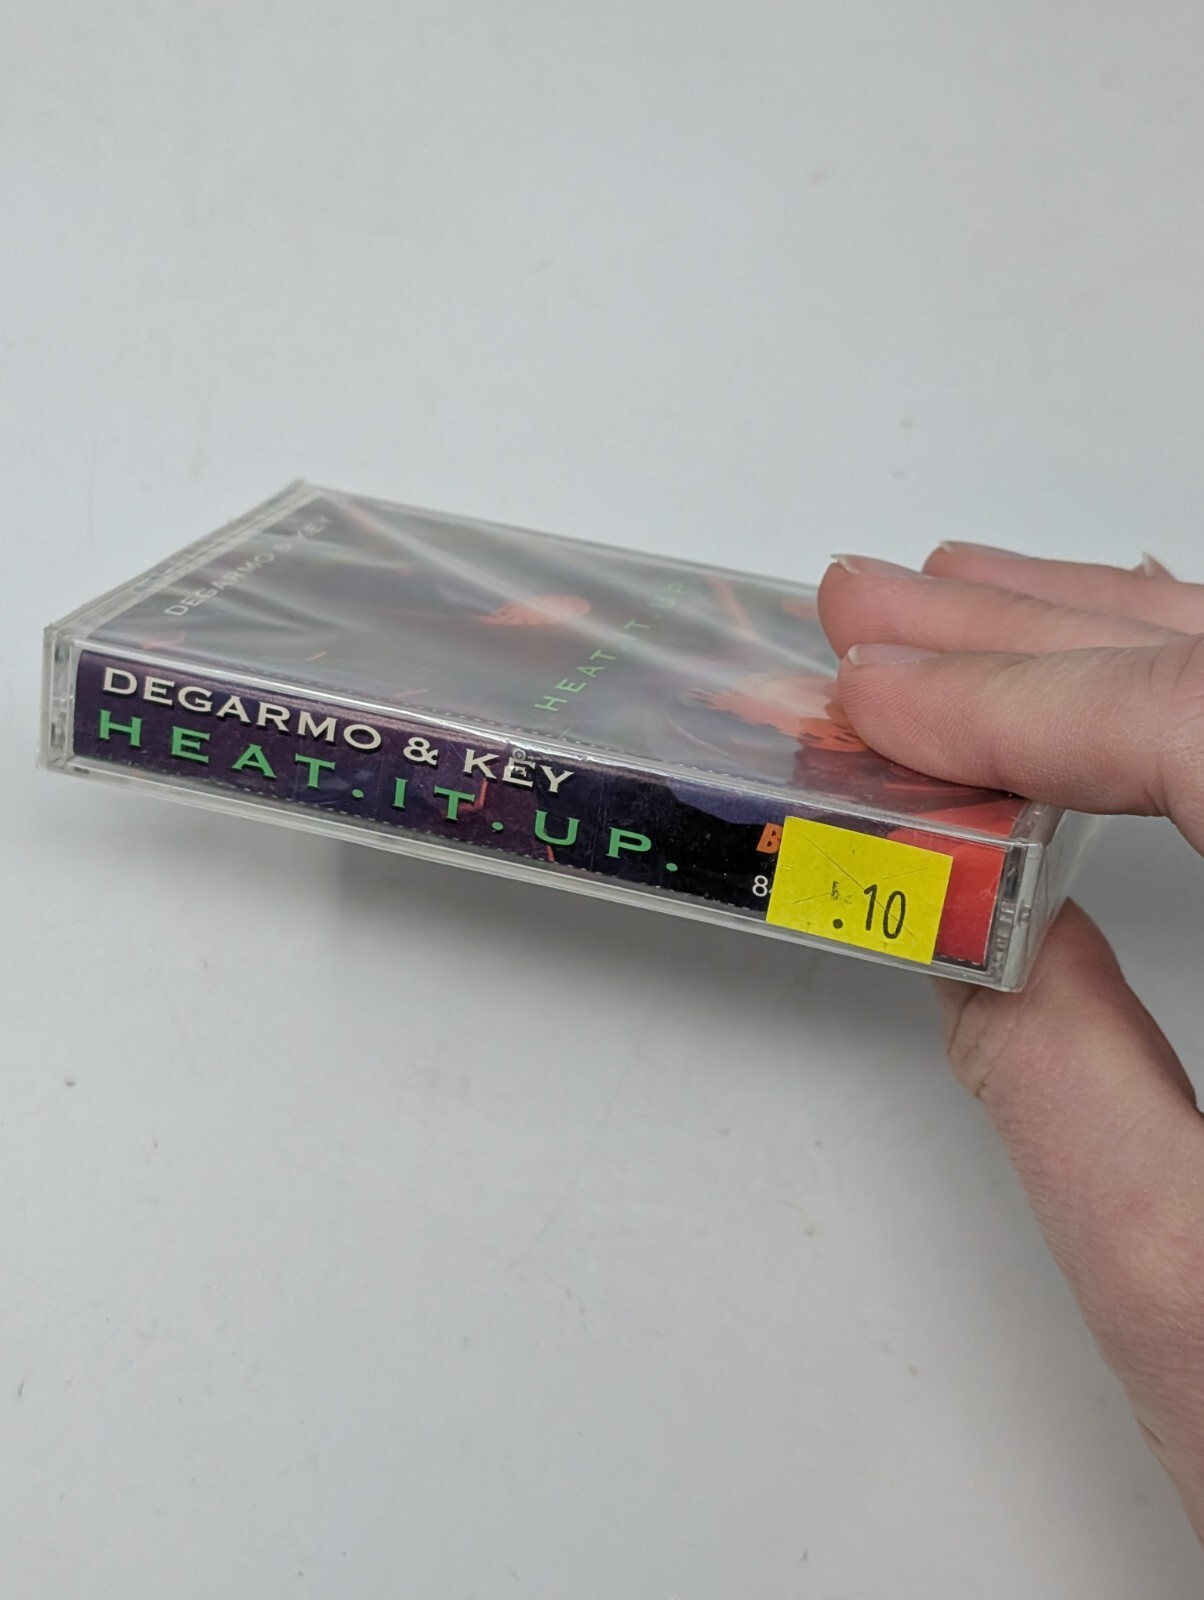 DEGARMO & KEY
HEAT.IT.UP.
DEGARMO & KEY
HEAT.IT.UP.
.10